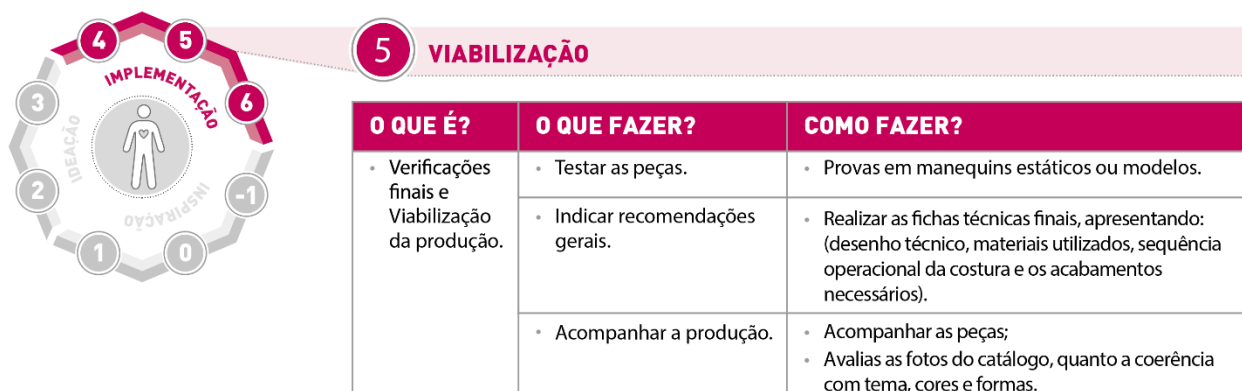 4
5
6
3
2
1
0
-1
IMPLEMENTAÇÃO
IDEAÇÃO
INSPIRAÇÃO
5 VIABILIZAÇÃO
O QUE É?
O QUE FAZER?
COMO FAZER?
• Verificações
finais e
Viabilização
da produção.
• Testar as peças.
• Provas em manequins estáticos ou modelos.
• Indicar recomendações
gerais.
• Realizar as fichas técnicas finais, apresentando:
(desenho técnico, materiais utilizados, sequência
operacional da costura e os acabamentos
necessários).
• Acompanhar a produção.
• Acompanhar as peças;
• Avalias as fotos do catálogo, quanto a coerência
com tema, cores e formas.